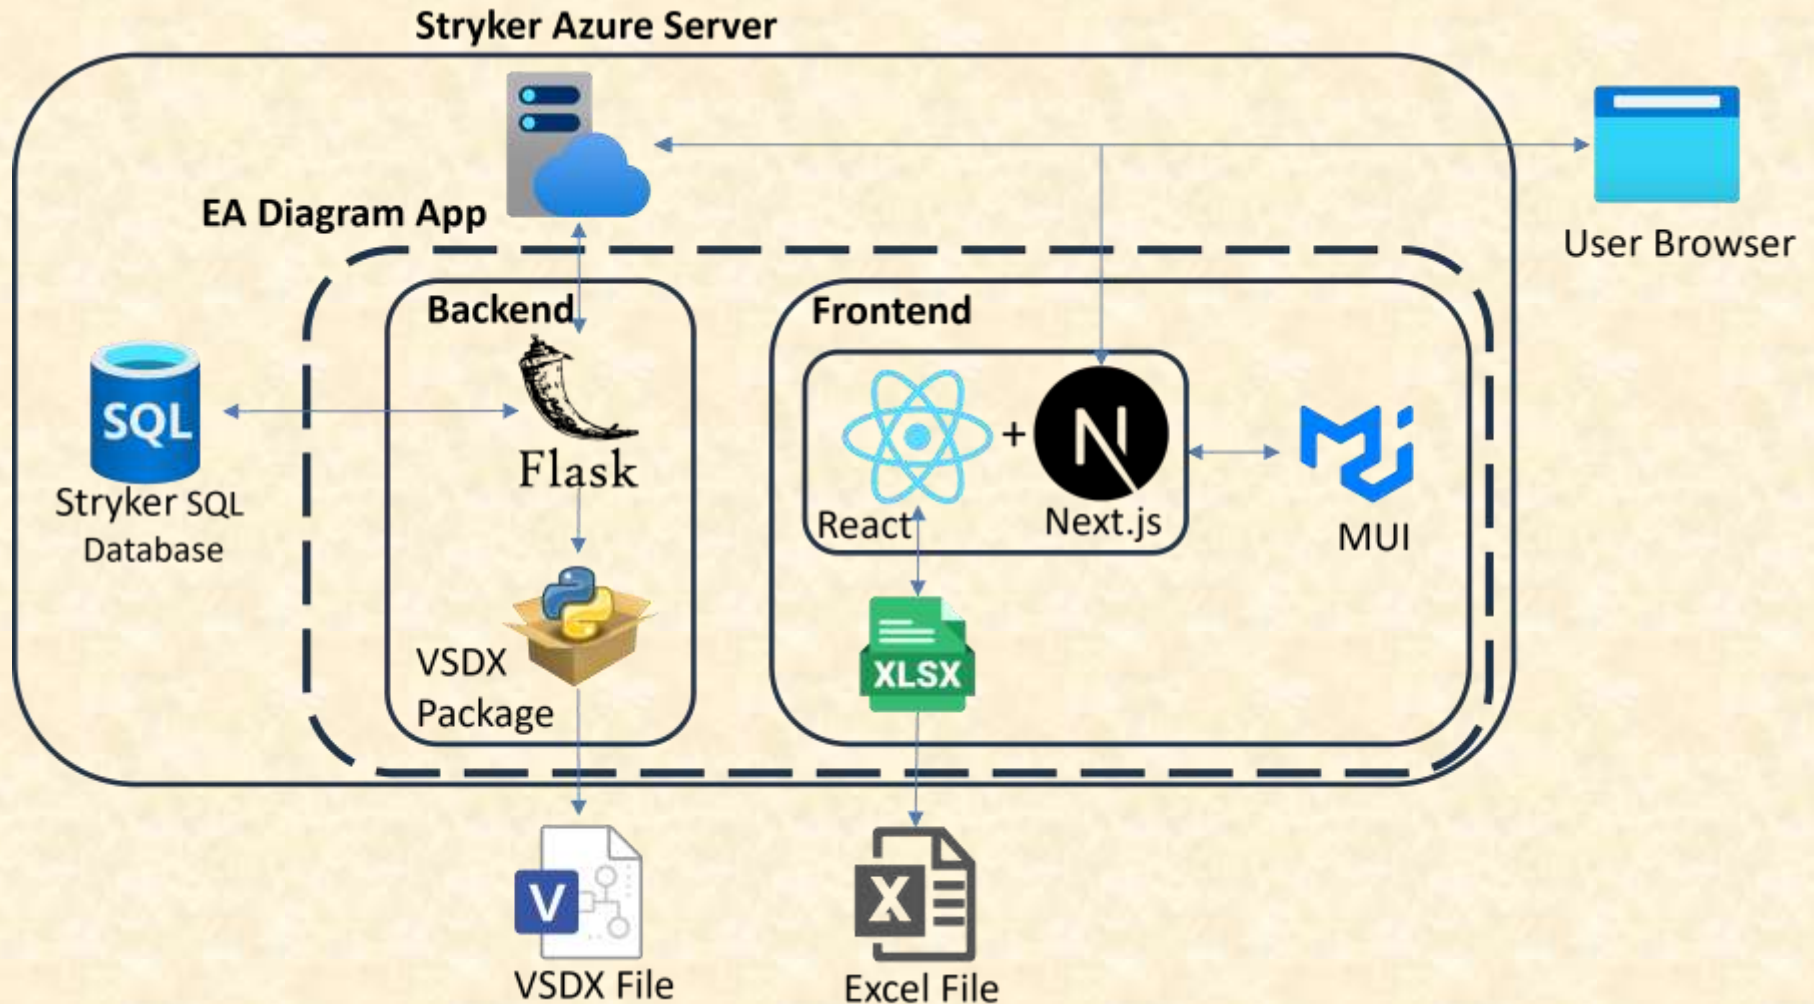 Stryker Azure Server
EA Diagram App
User Browser
Backend
Frontend
SQL
Flask
Stryker SQL
Database
+
React
Next.js
MUI
VSDX
Package
XLSX
V
X
VSDX File
Excel File